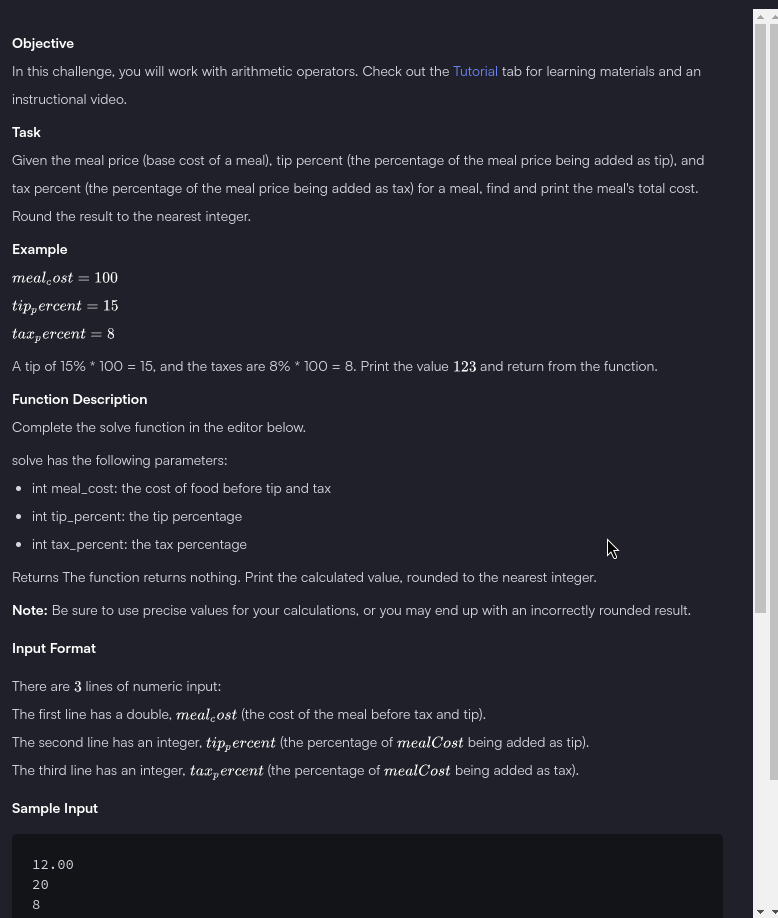 Objective
In this challenge, you will work with arithmetic operators. Check out the Tutorial tab for learning materials and an
instructional video.
Task
Given the meal price (base cost of a meal), tip percent (the percentage of the meal price being added as tip), and
tax percent (the percentage of the meal price being added as tax) for a meal, find and print the meal's total cost.
Round the result to the nearest integer.
Example
meal_cost = 100
tip_percent = 15
tax_percent = 8
A tip of 15% * 100 = 15, and the taxes are 8% * 100 = 8. Print the value 123 and return from the function.
Function Description
Complete the solve function in the editor below.
solve has the following parameters:
• int meal_cost: the cost of food before tip and tax
• int tip_percent: the tip percentage
• int tax_percent: the tax percentage
Returns The function returns nothing. Print the calculated value, rounded to the nearest integer.
Note: Be sure to use precise values for your calculations, or you may end up with an incorrectly rounded result.
Input Format
There are 3 lines of numeric input:
The first line has a double, meal_cost (the cost of the meal before tax and tip).
The second line has an integer, tip_percent (the percentage of mealCost being added as tip).
The third line has an integer, tax_percent (the percentage of mealCost being added as tax).
Sample Input
12.00
20
8